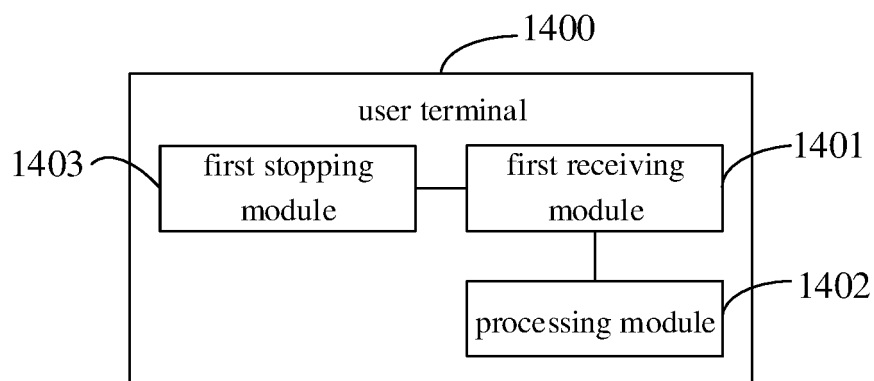 1400
user terminal
1403
first stopping
module
first receiving
module
1401
processing module
1402